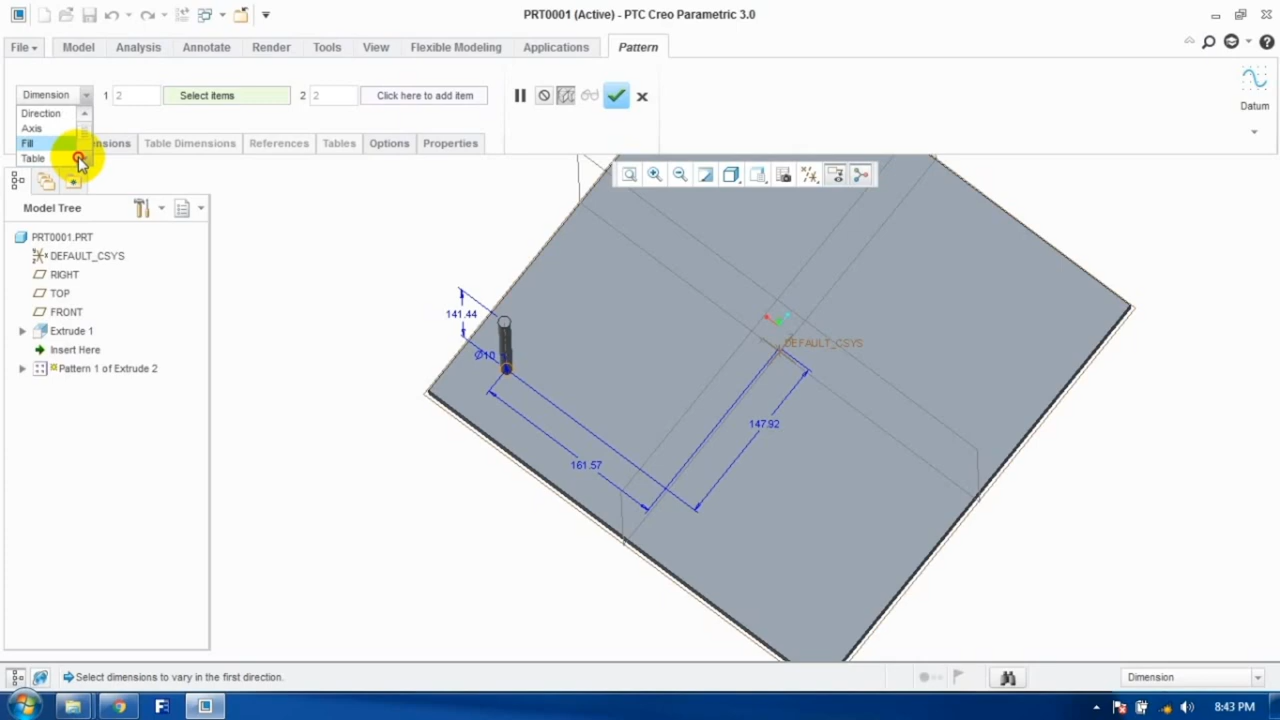 PRT0001 (Active) - PTC Creo Parametric 3.0
File Model Analysis Annotate Render Tools View Flexible Modeling Applications Pattern
Dimension 1 2 Select items 2 2 Click here to add item
Datum
Direction
Axis
Fill
Table
ensions Table Dimensions References Tables Options Properties
Model Tree
PRT0001.PRT
DEFAULT_CSYS
RIGHT
TOP
FRONT
Extrude 1
Insert Here
Pattern 1 of Extrude 2
141.44
DEFAULT_CSYS
Ø10
147.92
161.57
Select dimensions to vary in the first direction.
Dimension
8:43 PM